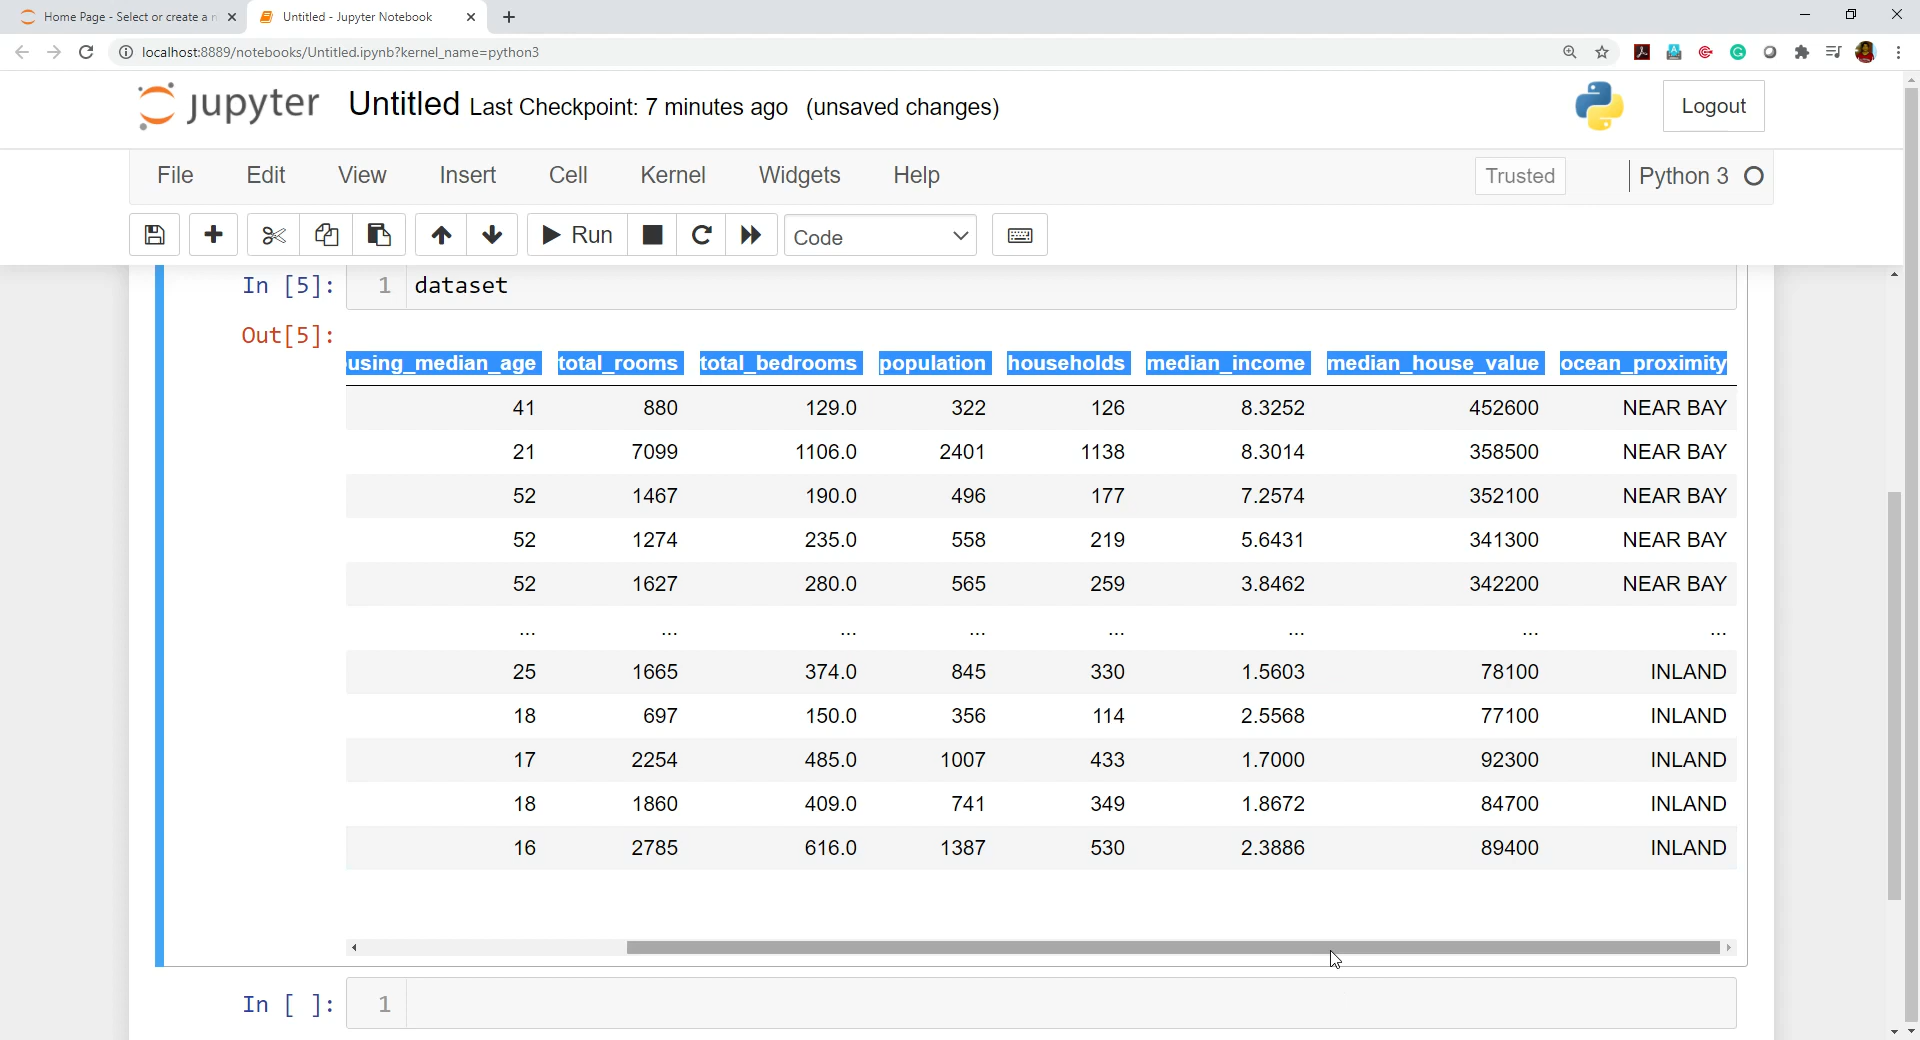 Home Page - Select or create a n
Untitled - Jupyter Notebook
localhost:8889/notebooks/Untitled.ipynb?kernel_name=python3
jupyter Untitled Last Checkpoint: 7 minutes ago (unsaved changes) Logout
File Edit View Insert Cell Kernel Widgets Help Trusted Python 3
Run Code
In [5]: 1 dataset
Out[5]:
using_median_age total_rooms total_bedrooms population households median_income median_house_value ocean_proximity
41 880 129.0 322 126 8.3252 452600 NEAR BAY
21 7099 1106.0 2401 1138 8.3014 358500 NEAR BAY
52 1467 190.0 496 177 7.2574 352100 NEAR BAY
52 1274 235.0 558 219 5.6431 341300 NEAR BAY
52 1627 280.0 565 259 3.8462 342200 NEAR BAY
... ... ... ... ... ... ... ...
25 1665 374.0 845 330 1.5603 78100 INLAND
18 697 150.0 356 114 2.5568 77100 INLAND
17 2254 485.0 1007 433 1.7000 92300 INLAND
18 1860 409.0 741 349 1.8672 84700 INLAND
16 2785 616.0 1387 530 2.3886 89400 INLAND
In [ ]: 1